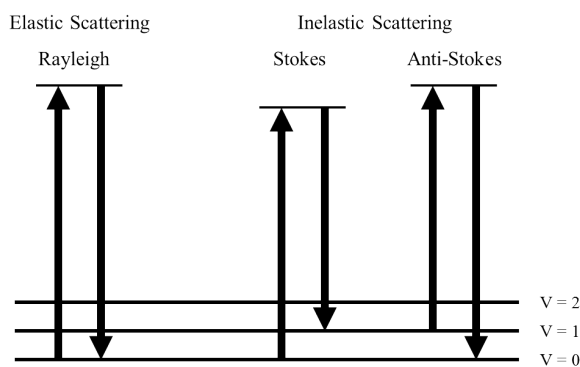 Elastic Scattering
Inelastic Scattering
Rayleigh
Stokes
Anti-Stokes
V = 2
V = 1
V = 0